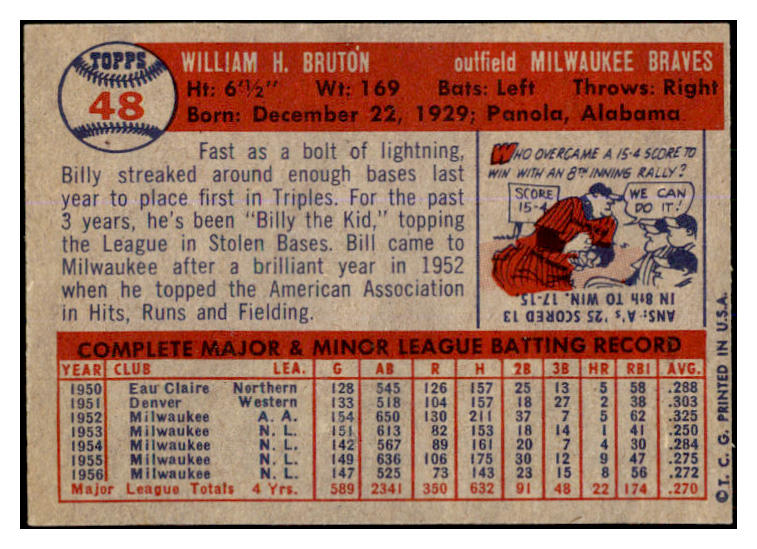 TOPPS
48
WILLIAM H. BRUTON outfield MILWAUKEE BRAVES
Ht: 6'½" Wt: 169 Bats: Left Throws: Right
Born: December 22, 1929; Panola, Alabama
Fast as a bolt of lightning,
Billy streaked around enough bases last
year to place first in Triples. For the past
3 years, he's been "Billy the Kid," topping
the League in Stolen Bases. Bill came to
Milwaukee after a brilliant year in 1952
when he topped the American Association
in Hits, Runs and Fielding.
WHO OVERCAME A 15-4 SCORE TO
WIN WITH AN 8TH INNING RALLY?
SCORE
15-4
WE CAN
DO IT!
ANS: A's '25 SCORED 13
IN 8th TO WIN. 17-15
COMPLETE MAJOR & MINOR LEAGUE BATTING RECORD
YEAR CLUB LEA. G AB R H 2B 3B HR RBI AVG.
1950 Eau Claire Northern 128 545 126 157 25 13 5 58 .288
1951 Denver Western 133 518 104 157 18 27 2 38 .303
1952 Milwaukee A. A. 154 650 130 211 37 7 5 62 .325
1953 Milwaukee N. L. 151 613 82 153 18 14 1 41 .250
1954 Milwaukee N. L. 142 567 89 161 20 7 4 30 .284
1955 Milwaukee N. L. 149 636 106 175 30 12 9 47 .275
1956 Milwaukee N. L. 147 525 73 143 23 15 8 56 .272
Major League Totals 4 Yrs. 589 2341 350 632 91 48 22 174 .270
©T. C. G. PRINTED IN U.S.A.